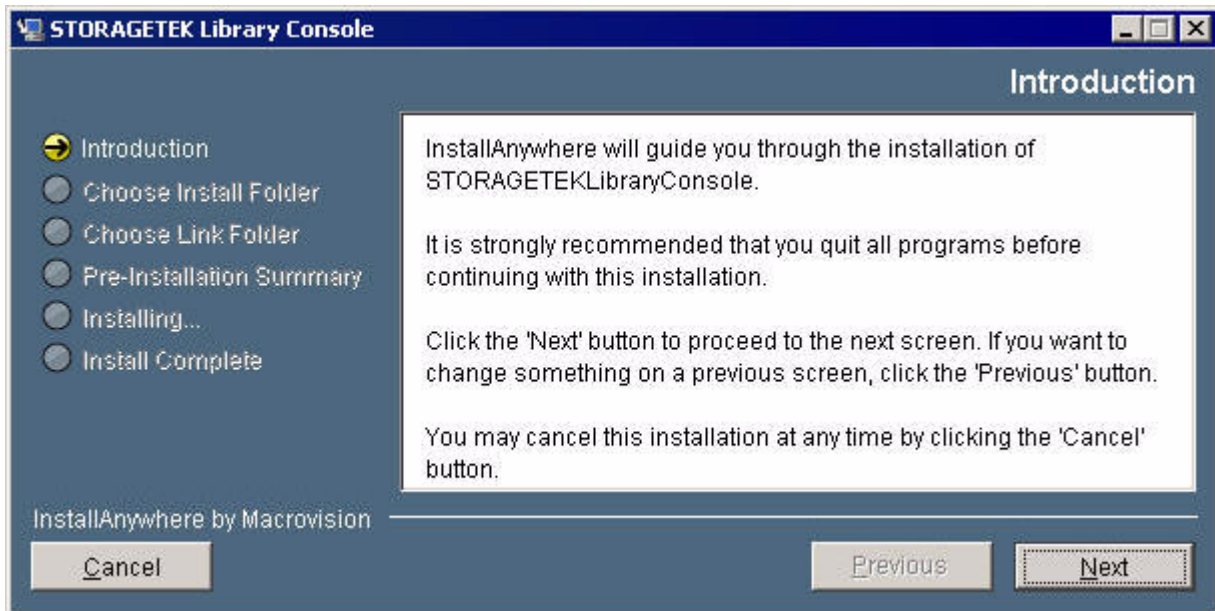 STORAGETEK Library Console
Introduction
Introduction
Choose Install Folder
Choose Link Folder
Pre-Installation Summary
Installing...
Install Complete
InstallAnywhere will guide you through the installation of
STORAGETEKLibraryConsole.
It is strongly recommended that you quit all programs before
continuing with this installation.
Click the 'Next' button to proceed to the next screen. If you want to
change something on a previous screen, click the 'Previous' button.
You may cancel this installation at any time by clicking the 'Cancel'
button.
InstallAnywhere by Macrovision
Cancel
Previous
Next